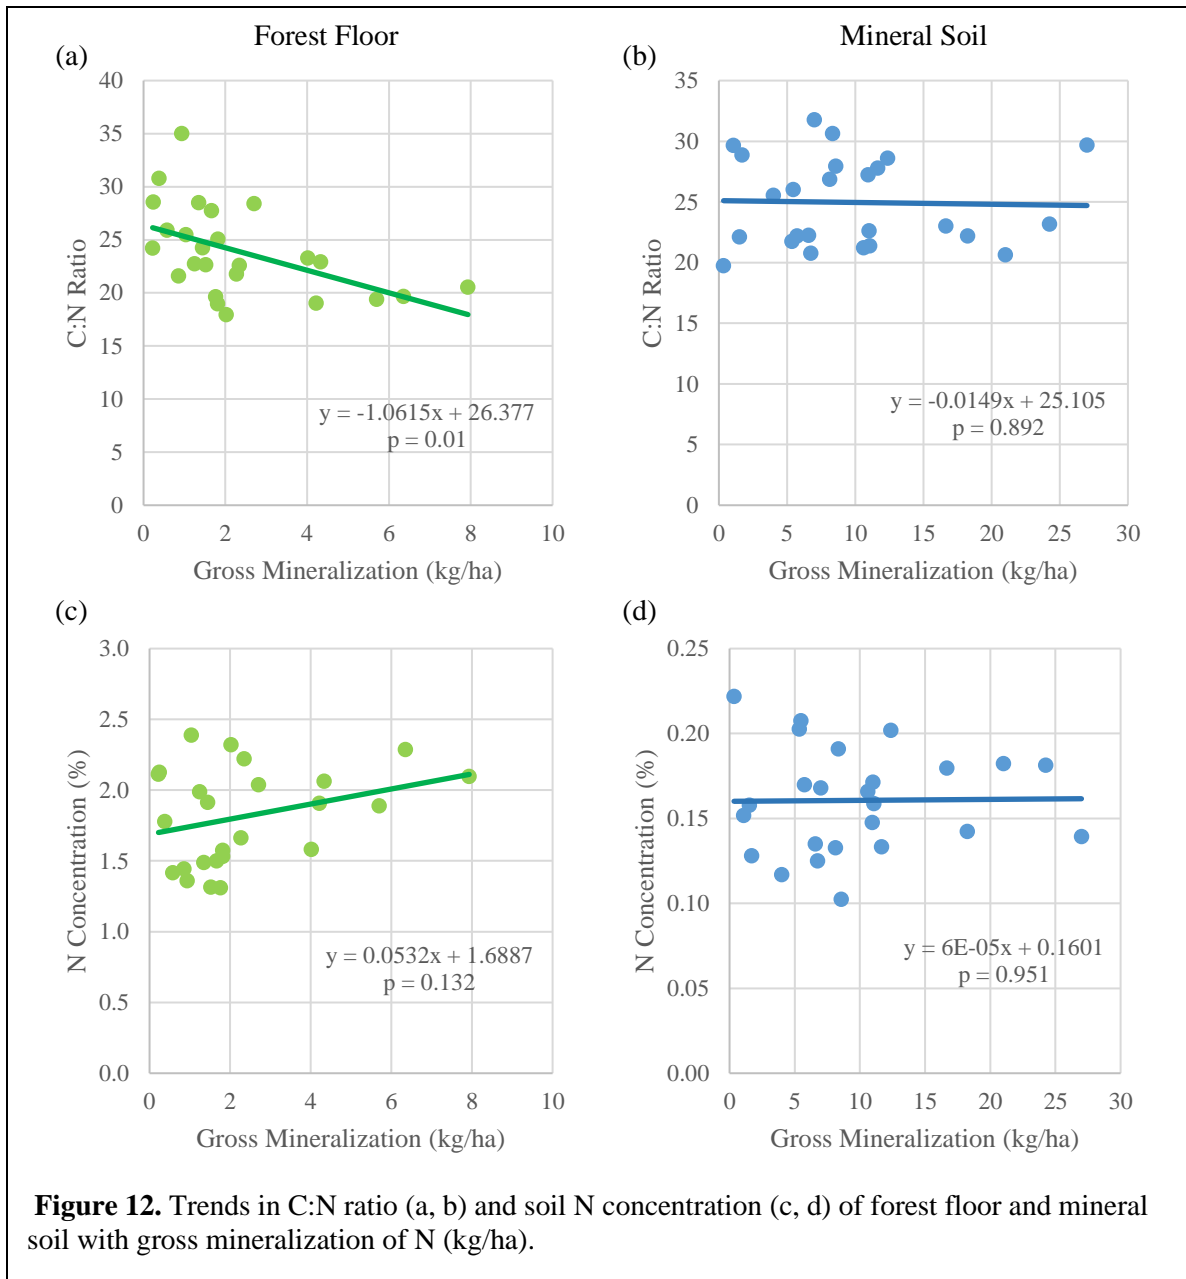 Forest Floor
Mineral Soil
(a)
40
35
30
25
20
15
10
5
0
C:N Ratio
y = -1.0615x + 26.377
p = 0.01
0 2 4 6 8 10
Gross Mineralization (kg/ha)
(b)
35
30
25
20
15
10
5
0
C:N Ratio
y = -0.0149x + 25.105
p = 0.892
0 5 10 15 20 25 30
Gross Mineralization (kg/ha)
(c)
3.0
2.5
2.0
1.5
1.0
0.5
0.0
N Concentration (%)
y = 0.0532x + 1.6887
p = 0.132
0 2 4 6 8 10
Gross Mineralization (kg/ha)
(d)
0.25
0.20
0.15
0.10
0.05
0.00
N Concentration (%)
y = 6E-05x + 0.1601
p = 0.951
0 5 10 15 20 25 30
Gross Mineralization (kg/ha)
Figure 12. Trends in C:N ratio (a, b) and soil N concentration (c, d) of forest floor and mineral
soil with gross mineralization of N (kg/ha).